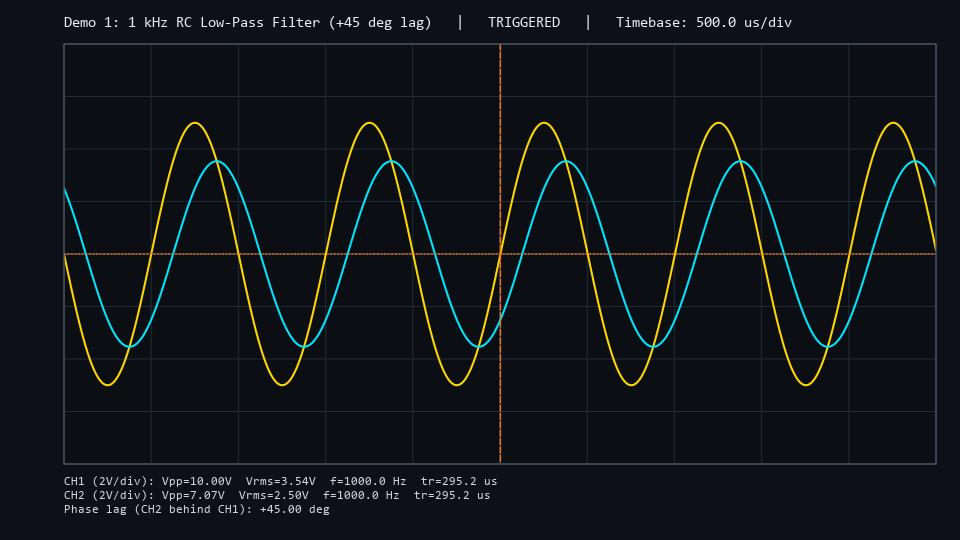 Demo 1: 1 kHz RC Low-Pass Filter (+45 deg lag) | TRIGGERED | Timebase: 500.0 us/div
CH1 (2V/div): Vpp=10.00V Vrms=3.54V f=1000.0 Hz tr=295.2 us
CH2 (2V/div): Vpp=7.07V Vrms=2.50V f=1000.0 Hz tr=295.2 us
Phase lag (CH2 behind CH1): +45.00 deg